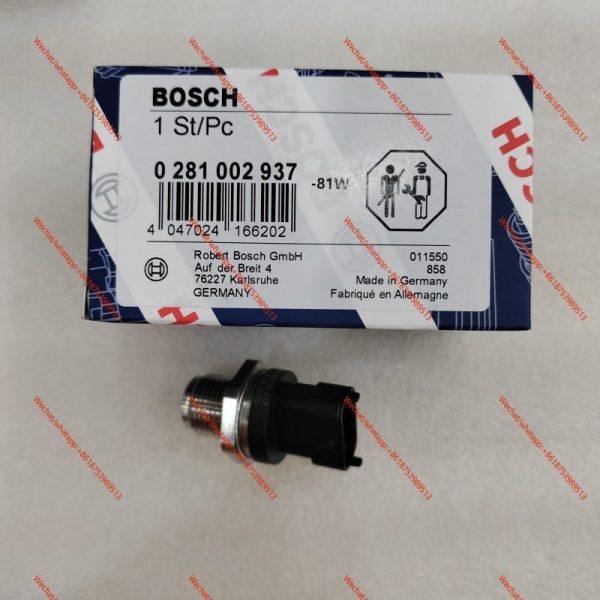 BOSCH
1 St/Pc
0 281 002 937
-81W
4 047024 166202
Robert Bosch GmbH
Auf der Breit 4
76227 Karlsruhe
GERMANY
011550
858
Made in Germany
Fabriqué en Allemagne
BOSCH
Wechat/whatapp:+8618753989513